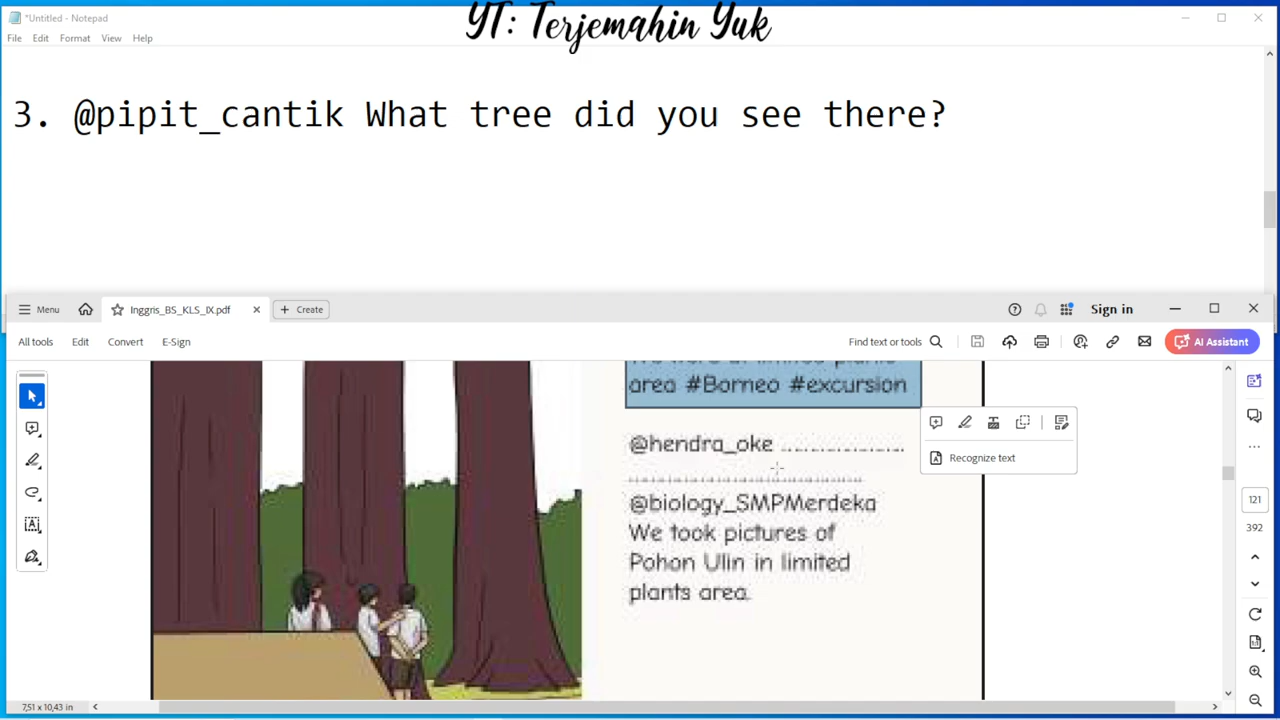 *Untitled - Notepad
YT: Terjemahin Yuk
File Edit Format View Help
3. @pipit_cantik What tree did you see there?
Menu
Inggris_BS_KLS_IX.pdf
Create
Sign in
All tools Edit Convert E-Sign
Find text or tools
AI Assistant
area #Borneo #excursion
@hendra_oke ........................
..............................................
Recognize text
@biology_SMPMerdeka
We took pictures of
Pohon Ulin in limited
plants area.
121
392
7,51 x 10,43 in